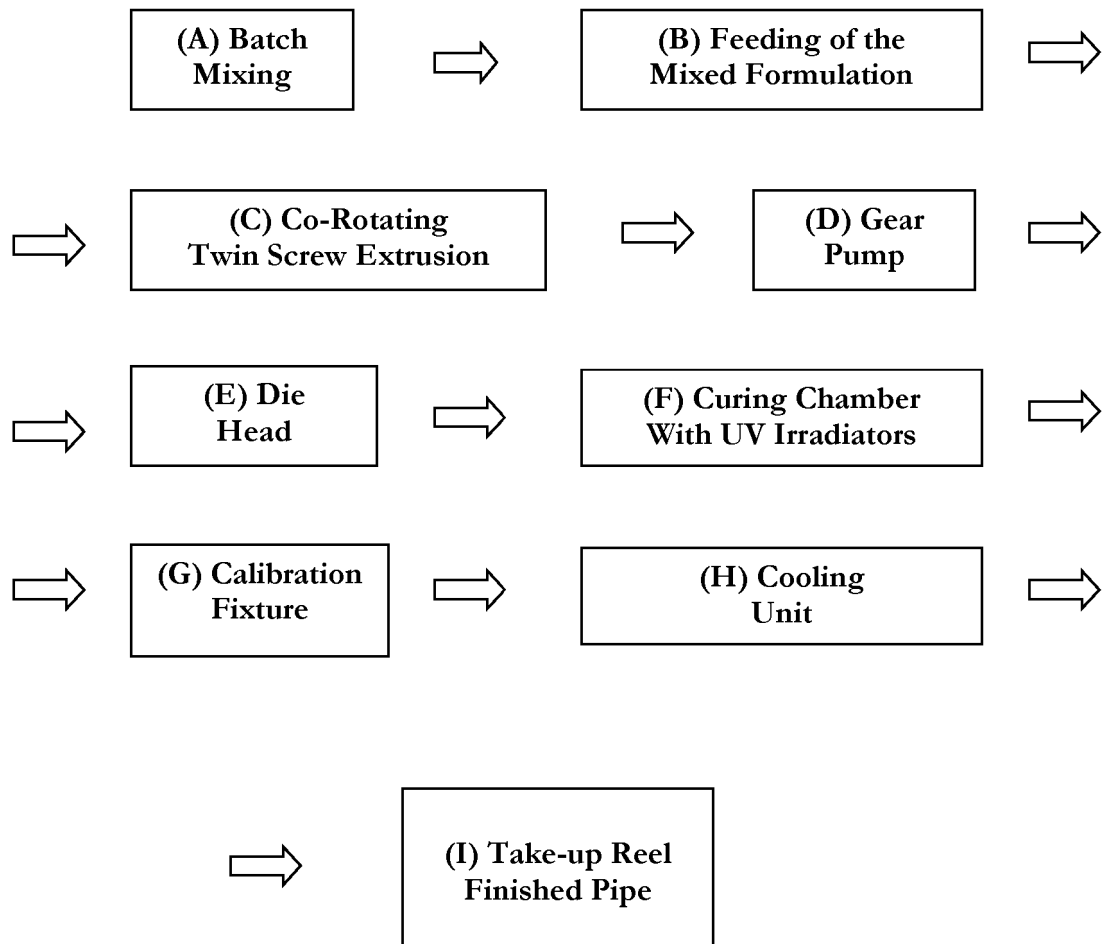 (A) Batch
Mixing
(B) Feeding of the
Mixed Formulation
(C) Co-Rotating
Twin Screw Extrusion
(D) Gear
Pump
(E) Die
Head
(F) Curing Chamber
With UV Irradiators
(G) Calibration
Fixture
(H) Cooling
Unit
(I) Take-up Reel
Finished Pipe